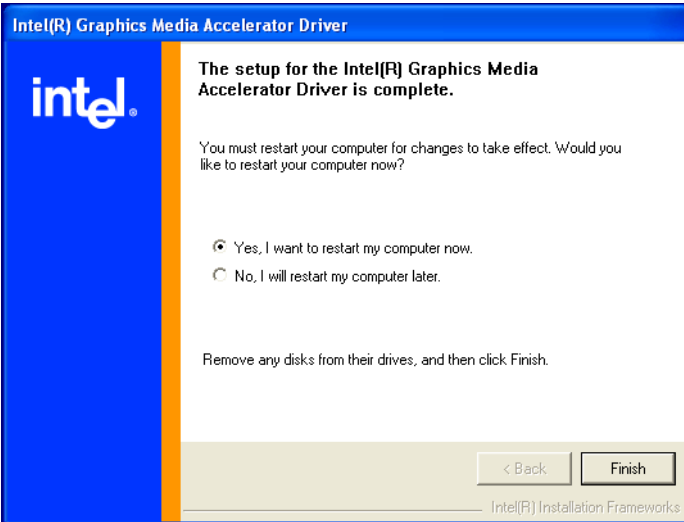 Intel(R) Graphics Media Accelerator Driver
intel®
The setup for the Intel(R) Graphics Media
Accelerator Driver is complete.
You must restart your computer for changes to take effect. Would you
like to restart your computer now?
Yes, I want to restart my computer now.
No, I will restart my computer later.
Remove any disks from their drives, and then click Finish.
< Back
Finish
Intel(R) Installation Frameworks